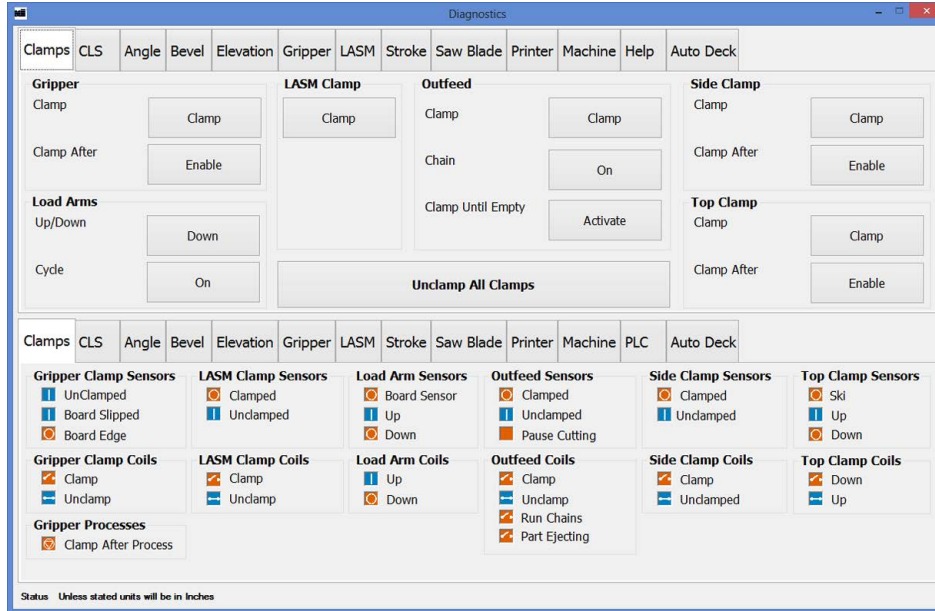 Diagnostics
Clamps CLS Angle Bevel Elevation Gripper LASM Stroke Saw Blade Printer Machine Help Auto Deck
Gripper
Clamp Clamp
Clamp After Enable
Load Arms
Up/Down Down
Cycle On
LASM Clamp
Clamp
Outfeed
Clamp Clamp
Chain On
Clamp Until Empty Activate
Unclamp All Clamps
Side Clamp
Clamp Clamp
Clamp After Enable
Top Clamp
Clamp Clamp
Clamp After Enable
Clamps CLS Angle Bevel Elevation Gripper LASM Stroke Saw Blade Printer Machine PLC Auto Deck
Gripper Clamp Sensors
UnClamped
Board Slipped
Board Edge
LASM Clamp Sensors
Clamped
Unclamped
Load Arm Sensors
Board Sensor
Up
Down
Outfeed Sensors
Clamped
Unclamped
Pause Cutting
Side Clamp Sensors
Clamped
Unclamped
Top Clamp Sensors
Ski
Up
Down
Gripper Clamp Coils
Clamp
Unclamp
LASM Clamp Coils
Clamp
Unclamp
Load Arm Coils
Up
Down
Outfeed Coils
Clamp
Unclamp
Run Chains
Part Ejecting
Side Clamp Coils
Clamp
Unclamped
Top Clamp Coils
Down
Up
Gripper Processes
Clamp After Process
Status Unless stated units will be in Inches